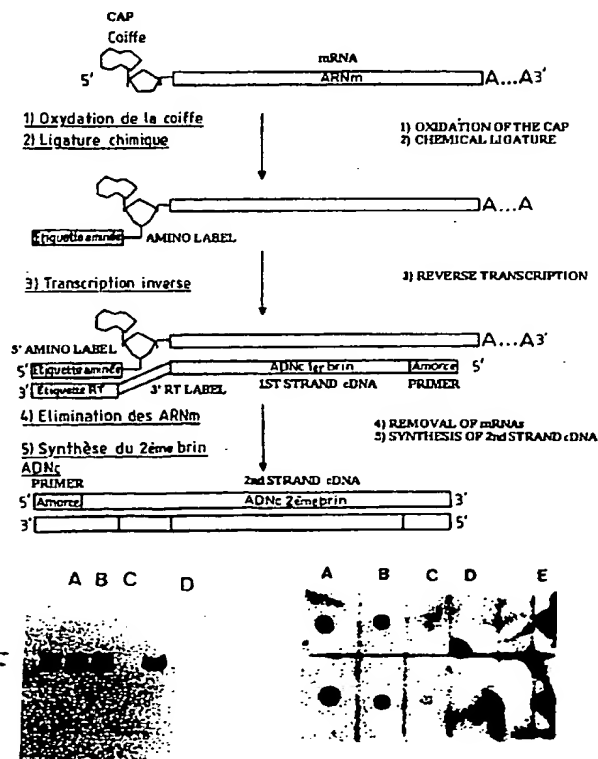 CAP
Coiffe
mRNA
5' ARNm A...A3'
1) Oxydation de la coiffe
2) Ligature chimique
1) OXIDATION OF THE CAP
2) CHEMICAL LIGATURE
A...A
Etiquette aminée AMINO LABEL
3) Transcription inverse
3) REVERSE TRANSCRIPTION
A...A3'
5' AMINO LABEL
5' Etiquette aminée ADNc 1er brin Amorce 5'
3' Etiquette RT 3' RT LABEL 1ST STRAND cDNA PRIMER
4) Elimination des ARNm
5) Synthèse du 2ème brin
ADNc
4) REMOVAL OF mRNAs
5) SYNTHESIS OF 2nd STRAND cDNA
PRIMER 2nd STRAND cDNA
5' Amorce ADNc 2ème brin 3'
3' 5'
A B C D
A B C D E